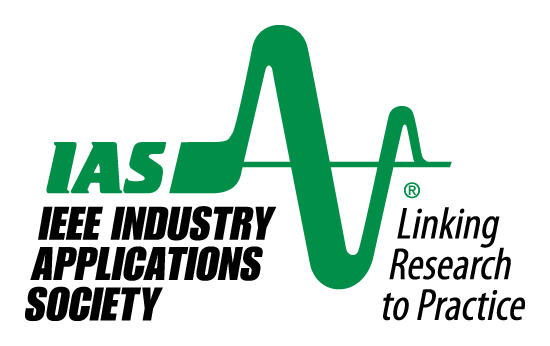 IAS
®
IEEE INDUSTRY
APPLICATIONS
SOCIETY
Linking
Research
to Practice